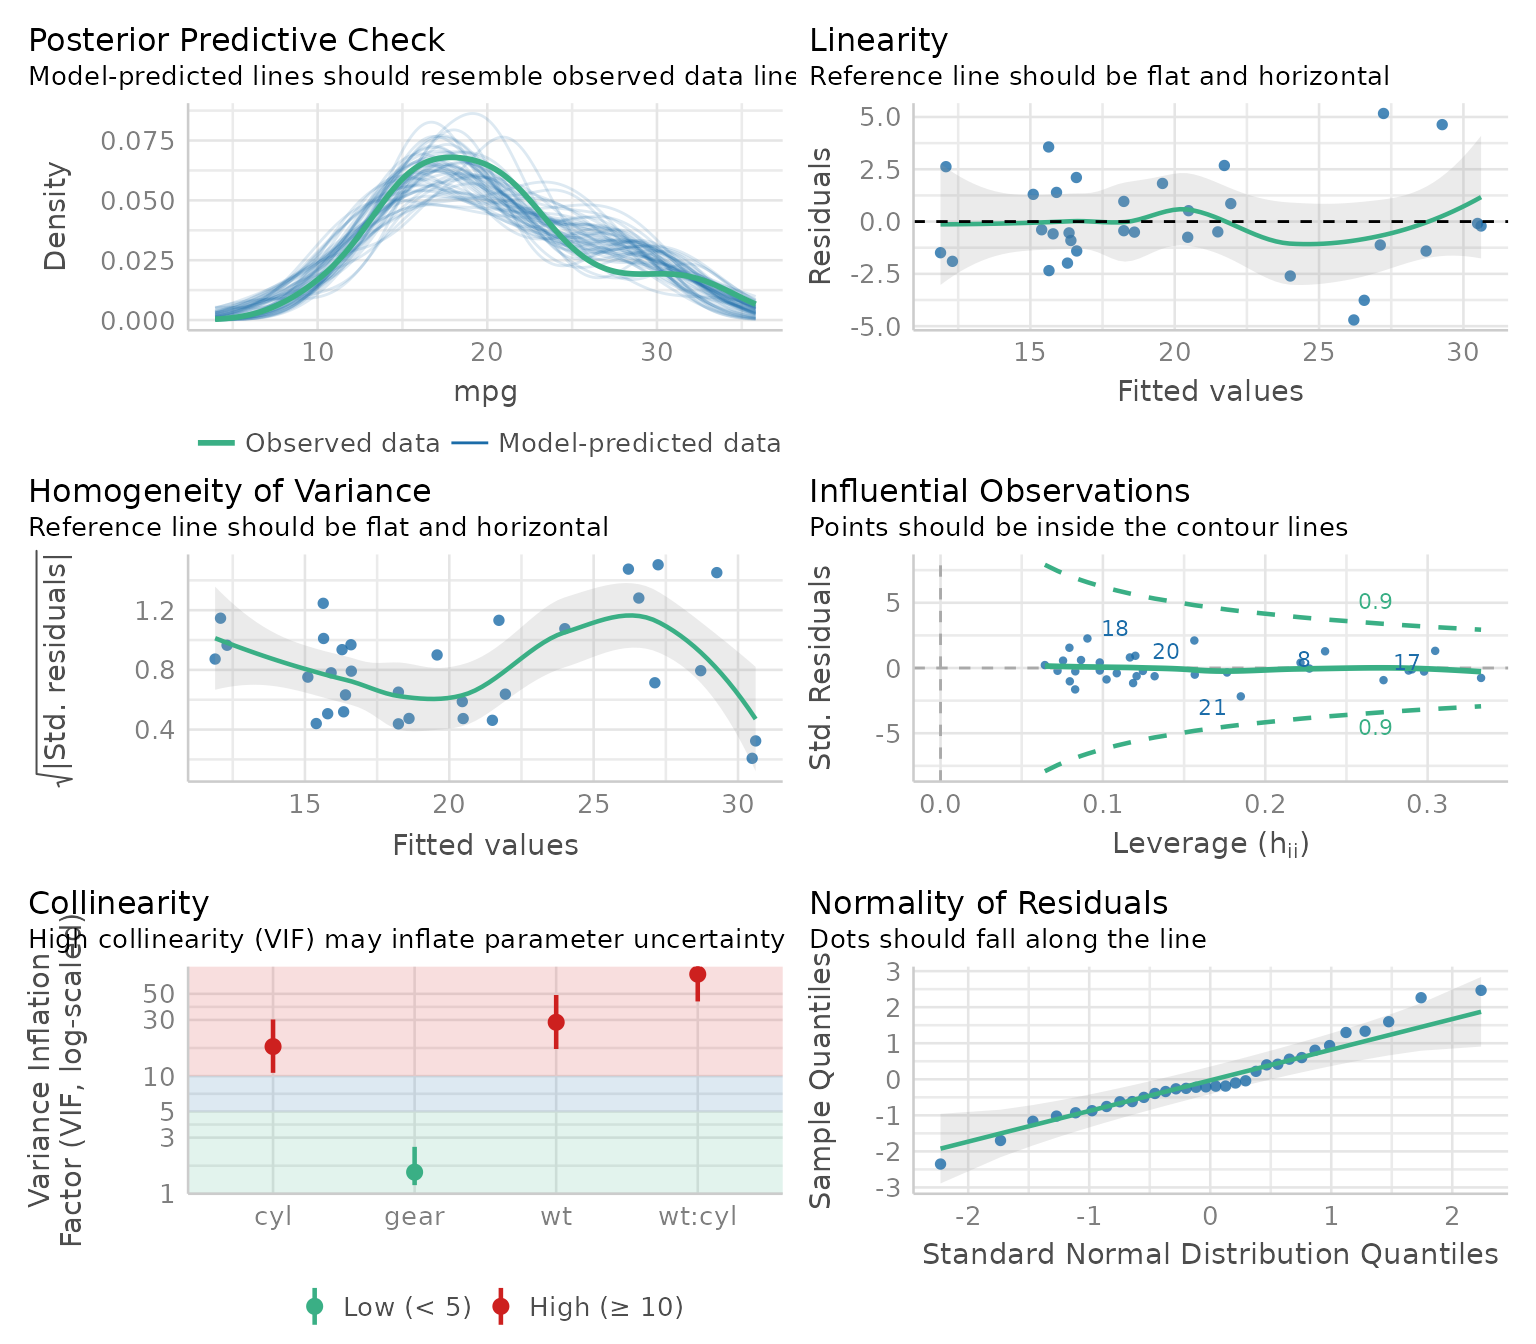 Posterior Predictive Check
Model-predicted lines should resemble observed data line
Density
0.075
0.050
0.025
0.000
10 20 30
mpg
Observed data Model-predicted data
Linearity
Reference line should be flat and horizontal
Residuals
5.0
2.5
0.0
-2.5
-5.0
15 20 25 30
Fitted values
Homogeneity of Variance
Reference line should be flat and horizontal
√|Std. residuals|
1.2
0.8
0.4
15 20 25 30
Fitted values
Influential Observations
Points should be inside the contour lines
Std. Residuals
5
0
-5
0.9
18
20
8
17
21
0.9
0.0 0.1 0.2 0.3
Leverage (hii)
Collinearity
High collinearity (VIF) may inflate parameter uncertainty
Variance Inflation
Factor (VIF, log-scaled)
50
30
10
5
3
1
cyl gear wt wt:cyl
Low (< 5) High (≥ 10)
Normality of Residuals
Dots should fall along the line
Sample Quantiles
3
2
1
0
-1
-2
-3
-2 -1 0 1 2
Standard Normal Distribution Quantiles